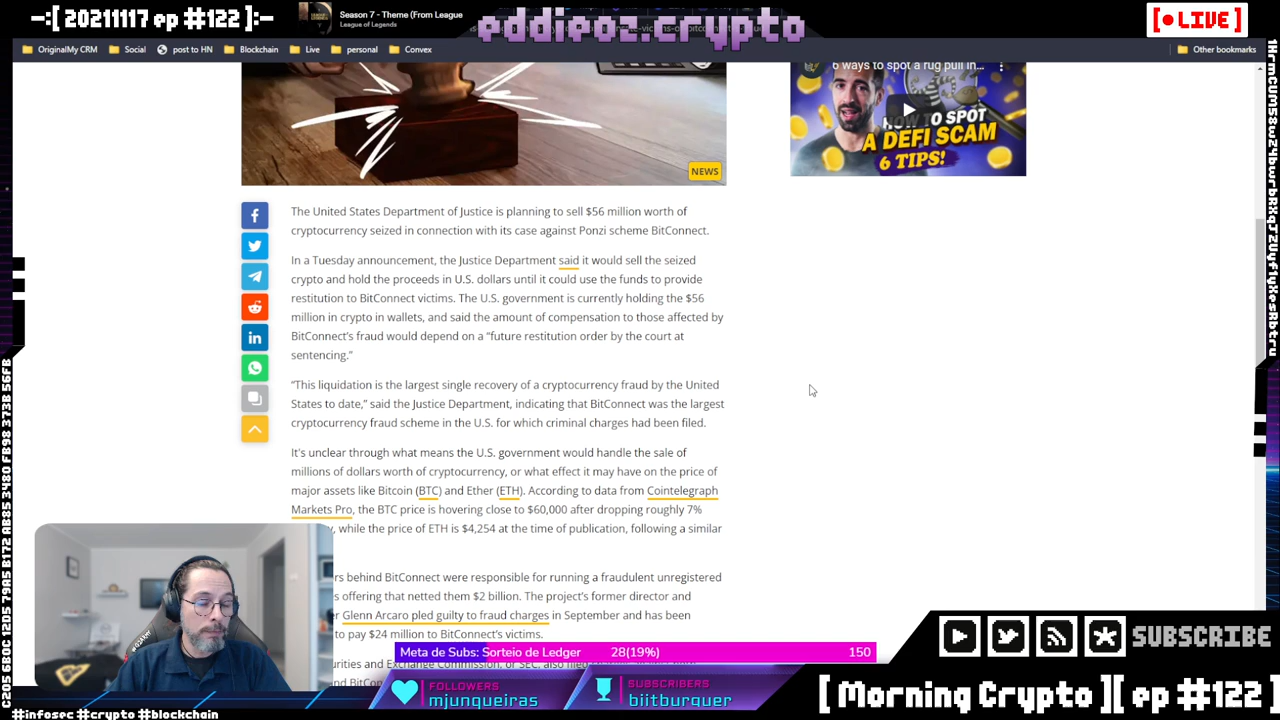 -:[ 20211117 ep #122 ]:-
Season 7 - Theme (From League
League of Legends
eddieoz.crypto
[●LIVE]
OriginalMy CRM
Social
post to HN
Blockchain
Live
personal
Convex
Other bookmarks
6 ways to spot a rug pull in...
HOW TO SPOT
A DEFI SCAM
6 TIPS!
NEWS
The United States Department of Justice is planning to sell $56 million worth of
cryptocurrency seized in connection with its case against Ponzi scheme BitConnect.
In a Tuesday announcement, the Justice Department said it would sell the seized
crypto and hold the proceeds in U.S. dollars until it could use the funds to provide
restitution to BitConnect victims. The U.S. government is currently holding the $56
million in crypto in wallets, and said the amount of compensation to those affected by
BitConnect's fraud would depend on a “future restitution order by the court at
sentencing.”
“This liquidation is the largest single recovery of a cryptocurrency fraud by the United
States to date,” said the Justice Department, indicating that BitConnect was the largest
cryptocurrency fraud scheme in the U.S. for which criminal charges had been filed.
It's unclear through what means the U.S. government would handle the sale of
millions of dollars worth of cryptocurrency, or what effect it may have on the price of
major assets like Bitcoin (BTC) and Ether (ETH). According to data from Cointelegraph
Markets Pro, the BTC price is hovering close to $60,000 after dropping roughly 7%
while the price of ETH is $4,254 at the time of publication, following a similar
behind BitConnect were responsible for running a fraudulent unregistered
offering that netted them $2 billion. The project's former director and
Glenn Arcaro pled guilty to fraud charges in September and has been
to pay $24 million to BitConnect's victims.
Meta de Subs: Sorteio de Ledger 28(19%) 150
FOLLOWERS
mjunqueiras
SUBSCRIBERS
biitburguer
SUBSCRIBE
[ Morning Crypto ][ ep #122 ]
#infosec #crypto #blockchain
C505 5B0C 12D5 79A5 B172 AB85 3480 FB98 373B 56FB